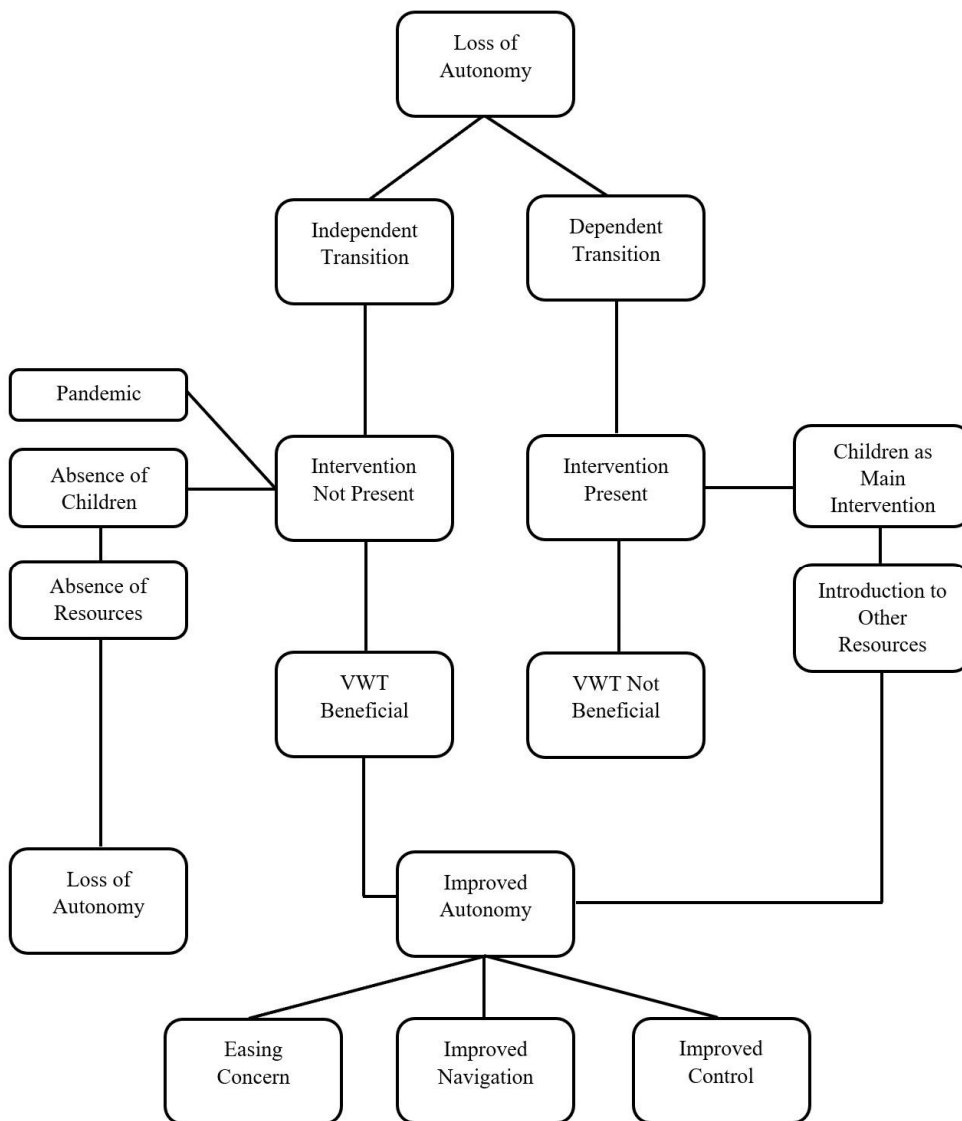 Loss of
Autonomy
Independent
Transition
Dependent
Transition
Pandemic
Absence of
Children
Intervention
Not Present
Intervention
Present
Children as
Main
Intervention
Absence of
Resources
Introduction to
Other
Resources
VWT
Beneficial
VWT Not
Beneficial
Loss of
Autonomy
Improved
Autonomy
Easing
Concern
Improved
Navigation
Improved
Control